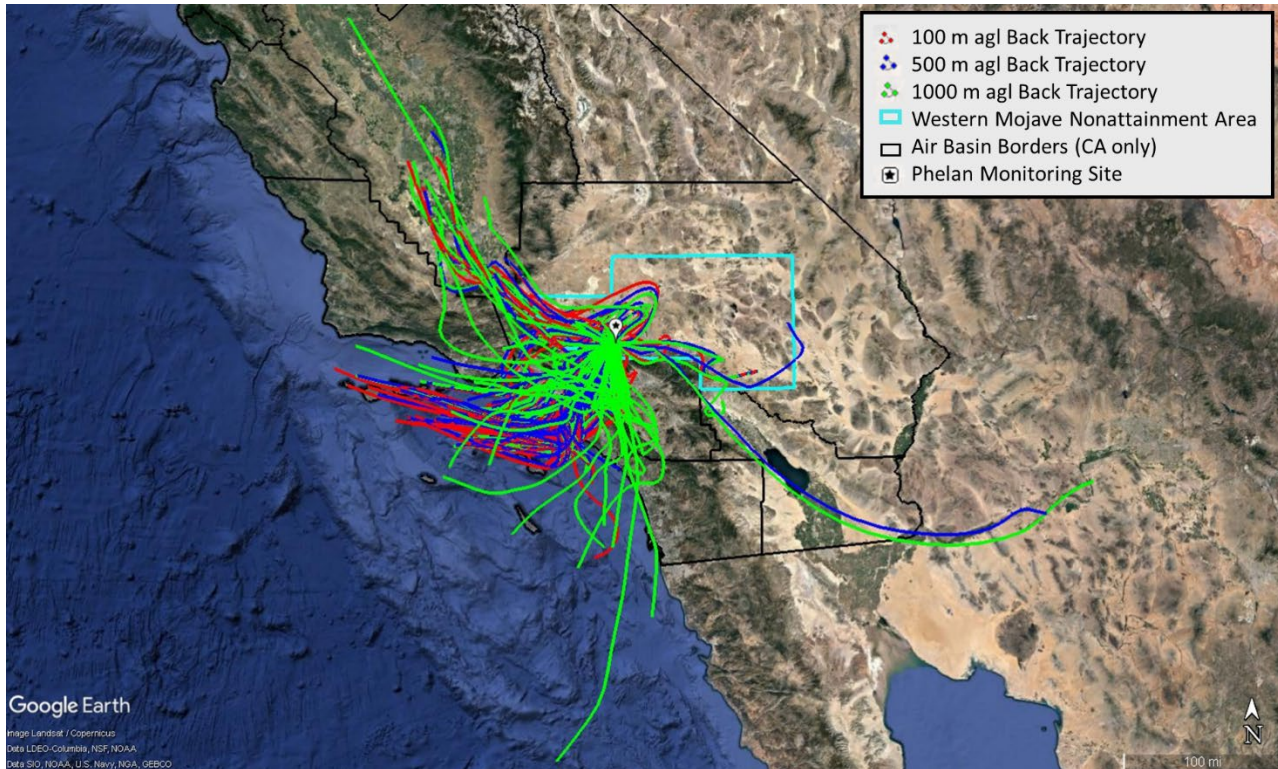 100 m agl Back Trajectory
500 m agl Back Trajectory
1000 m agl Back Trajectory
Western Mojave Nonattainment Area
Air Basin Borders (CA only)
Phelan Monitoring Site
Google Earth
Image Landsat / Copernicus
Data LDEO-Columbia, NSF, NOAA
Data SIO, NOAA, U.S. Navy, NGA, GEBCO
N
100 mi